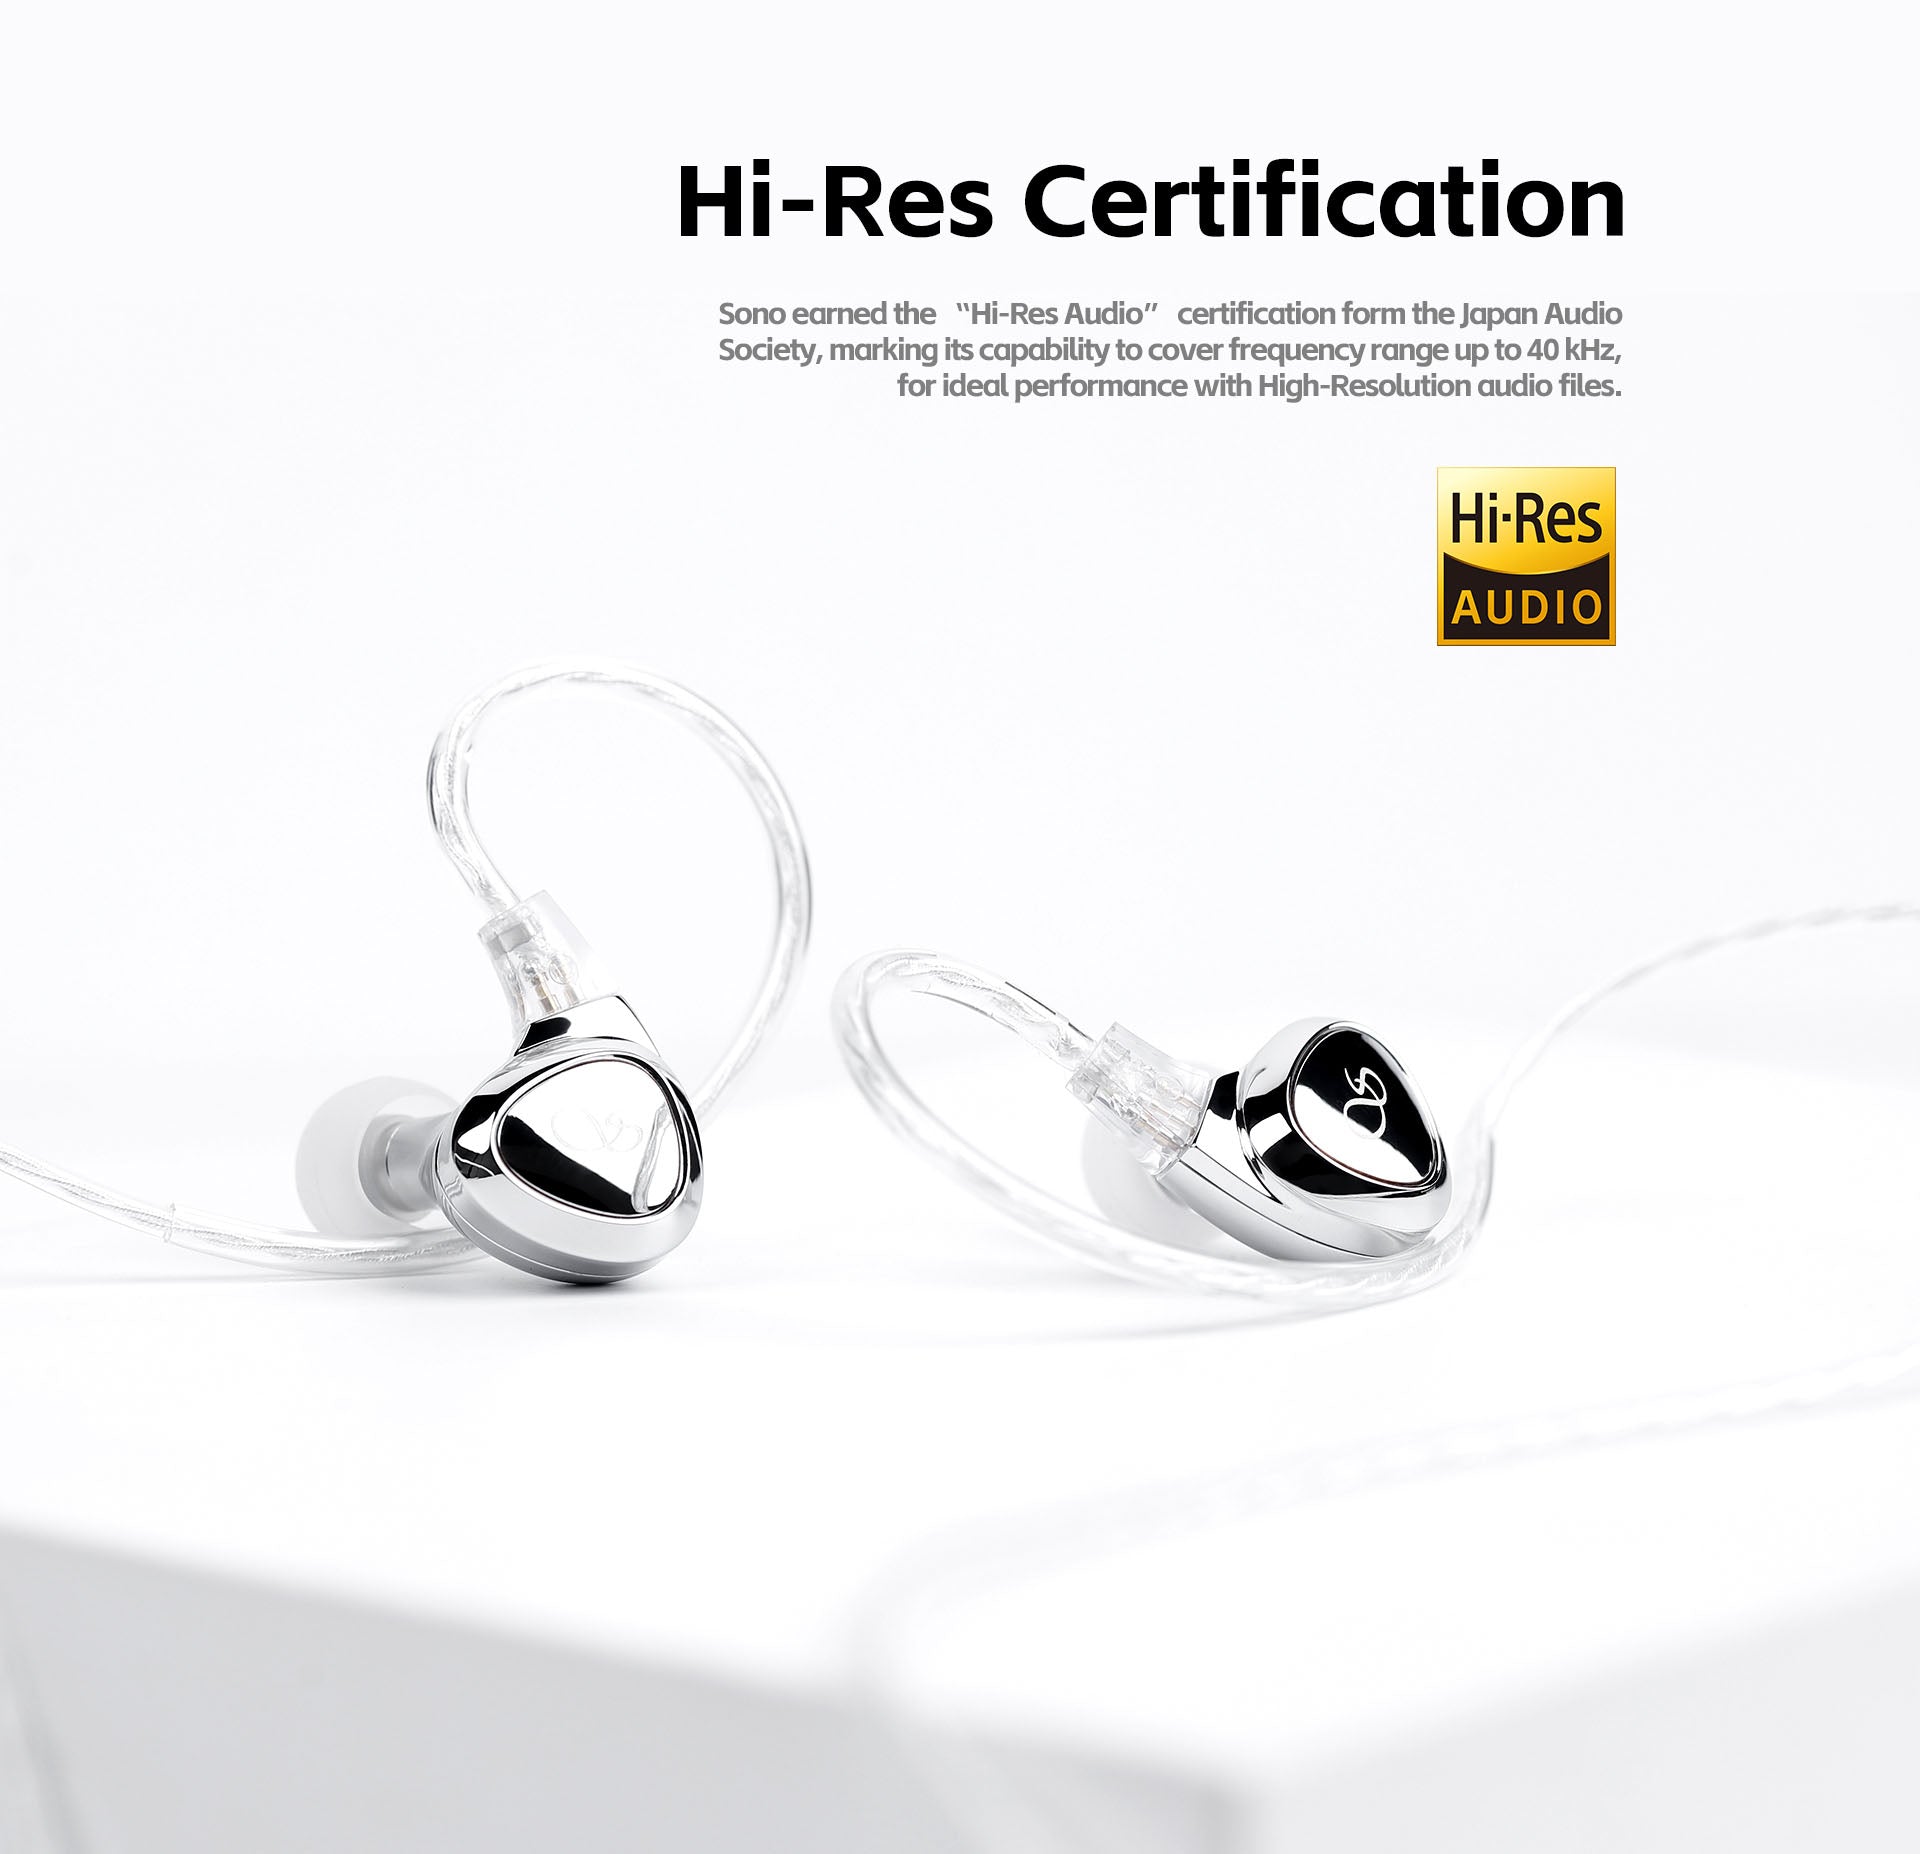 Hi-Res Certification
Sono earned the “Hi-Res Audio” certification form the Japan Audio
Society, marking its capability to cover frequency range up to 40 kHz,
for ideal performance with High-Resolution audio files.
Hi-Res
AUDIO